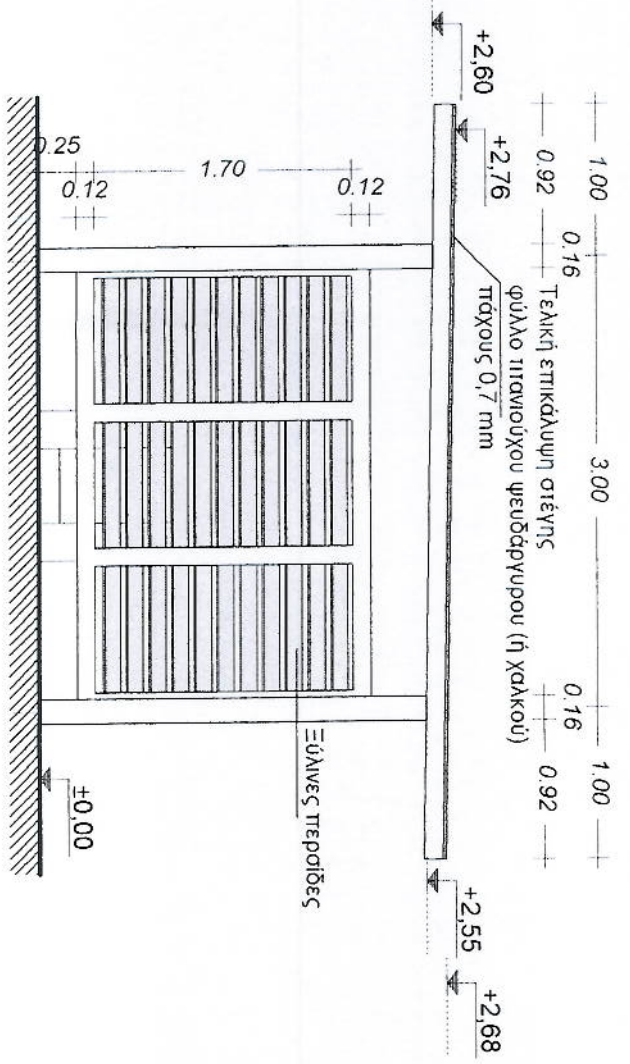 1.00 3.00 1.00
0.92 0.16 0.16 0.92
Τελική επικάλυψη στέγης
φύλλο τιτανιούχου ψευδάργυρου (ή χαλκού)
πάχους 0,7 mm
+2,60
+2,76
+2,55
+2,68
0.12
1.70
0.12
0.25
Ξύλινες περσίδες
±0,00